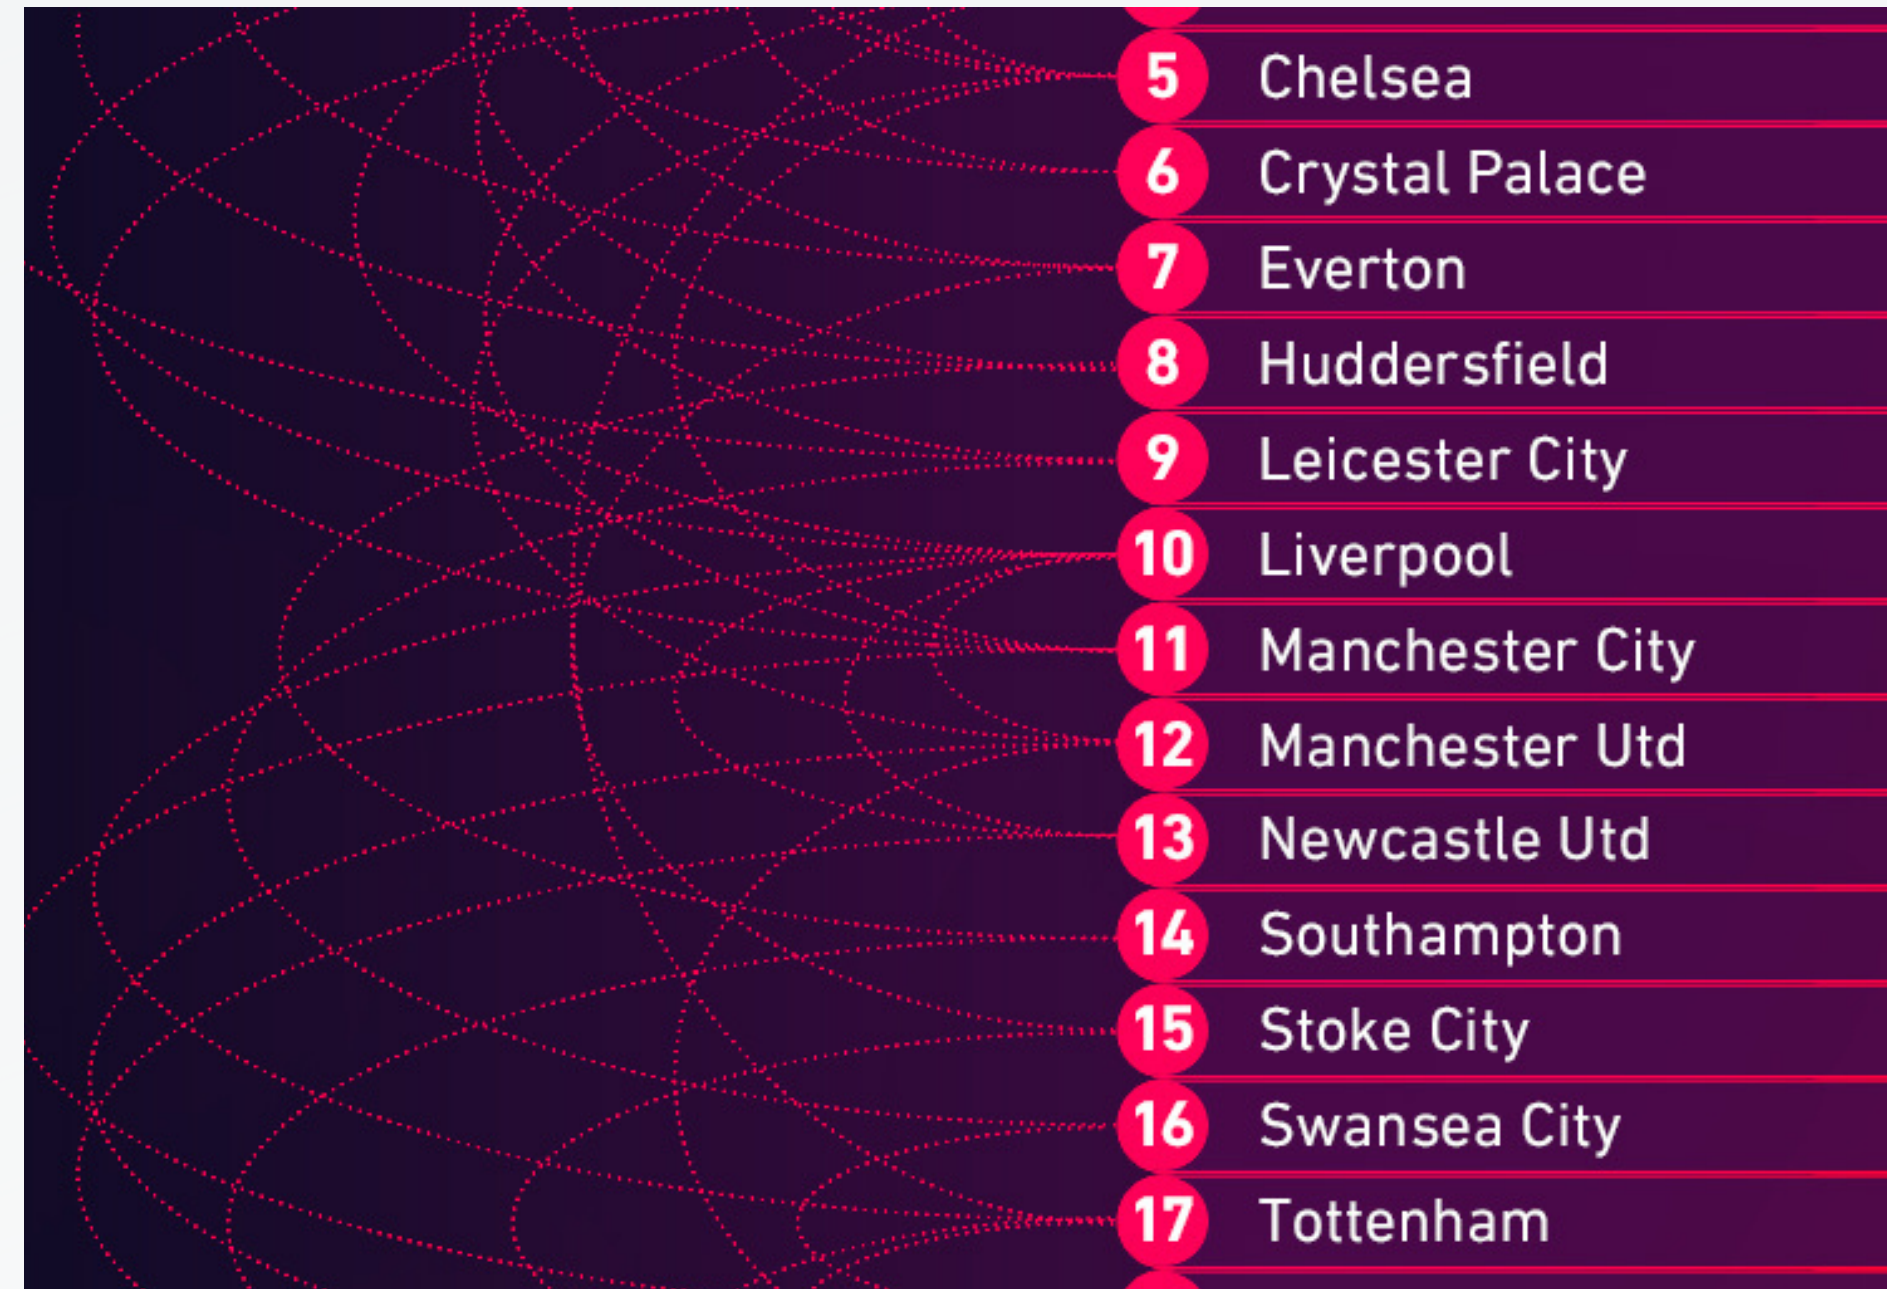 5 Chelsea
6 Crystal Palace
7 Everton
8 Huddersfield
9 Leicester City
10 Liverpool
11 Manchester City
12 Manchester Utd
13 Newcastle Utd
14 Southampton
15 Stoke City
16 Swansea City
17 Tottenham